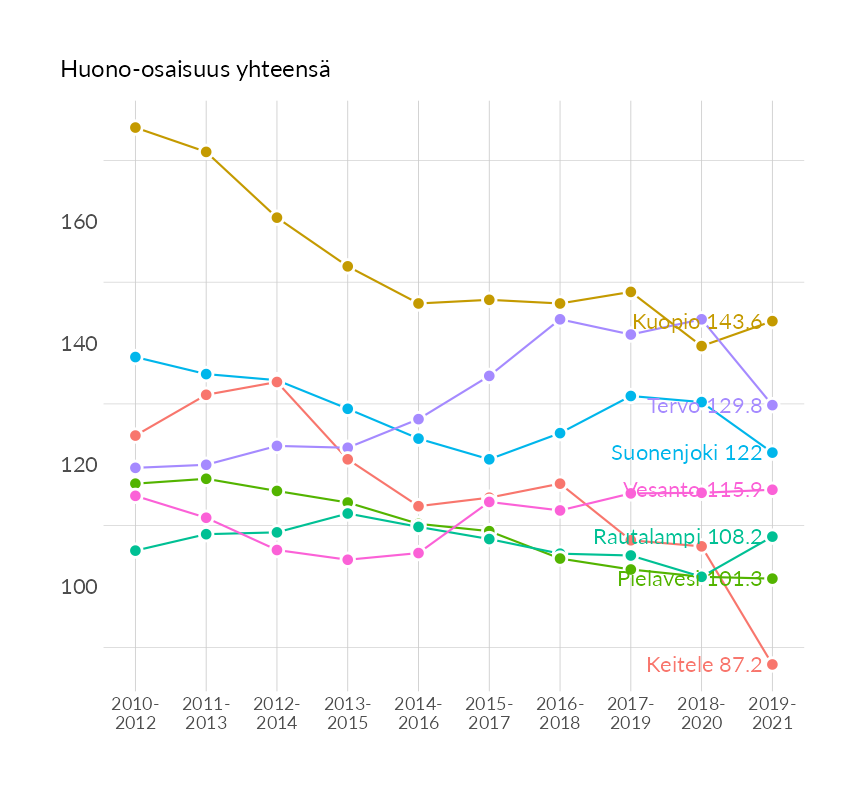 Huono-osaisuus yhteensä
160
140
120
100
Kuopio 143.6
Tervo 129.8
Suonenjoki 122
Vesanto 115.9
Rautalampi 108.2
Pielavesi 101.3
Keitele 87.2
2010- 2011- 2012- 2013- 2014- 2015- 2016- 2017- 2018- 2019-
2012 2013 2014 2015 2016 2017 2018 2019 2020 2021